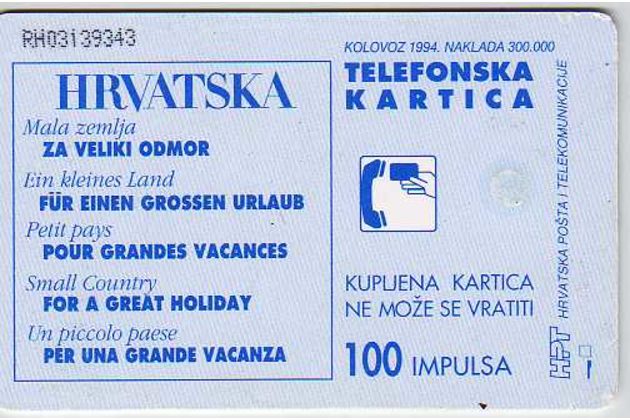 RH03139343
KOLOVOZ 1994. NAKLADA 300.000
HRVATSKA
Mala zemlja
ZA VELIKI ODMOR
Ein kleines Land
FÜR EINEN GROSSEN URLAUB
Petit pays
POUR GRANDES VACANCES
Small Country
FOR A GREAT HOLIDAY
Un piccolo paese
PER UNA GRANDE VACANZA
TELEFONSKA
KARTICA
KUPLJENA KARTICA
NE MOŽE SE VRATITI
100 IMPULSA
HPT HRVATSKA POŠTA I TELEKOMUNIKACIJE